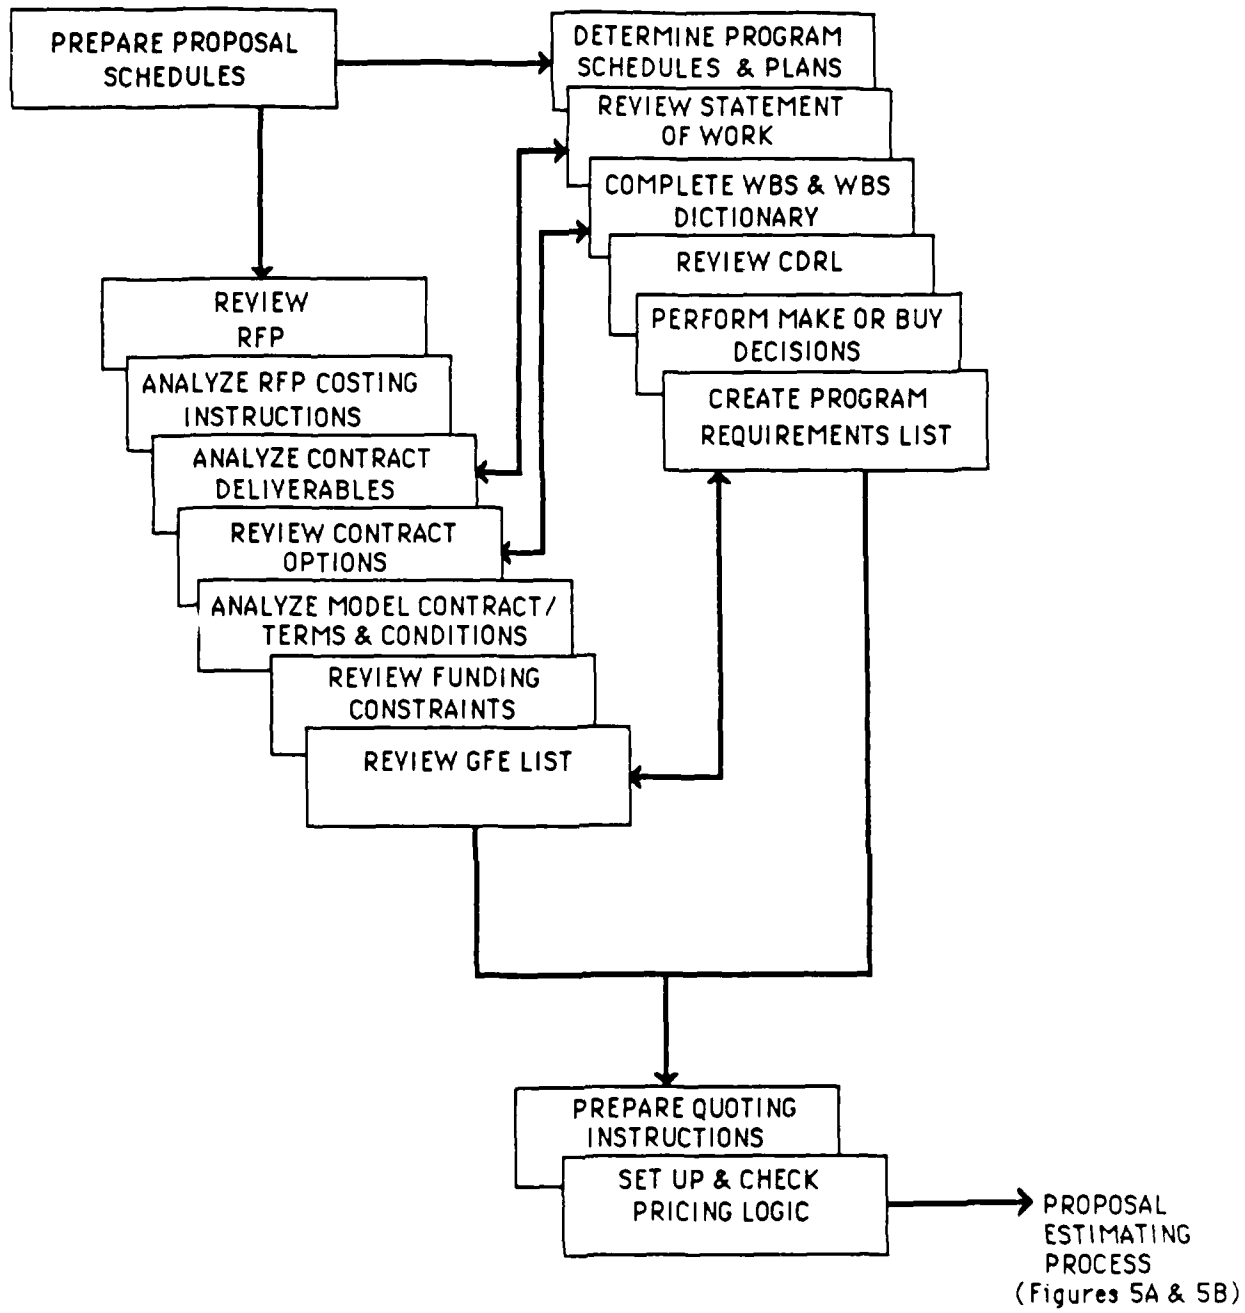 PREPARE PROPOSAL
SCHEDULES
DETERMINE PROGRAM
SCHEDULES & PLANS
REVIEW STATEMENT
OF WORK
COMPLETE WBS & WBS
DICTIONARY
REVIEW CDRL
PERFORM MAKE OR BUY
DECISIONS
CREATE PROGRAM
REQUIREMENTS LIST
REVIEW
RFP
ANALYZE RFP COSTING
INSTRUCTIONS
ANALYZE CONTRACT
DELIVERABLES
REVIEW CONTRACT
OPTIONS
ANALYZE MODEL CONTRACT/
TERMS & CONDITIONS
REVIEW FUNDING
CONSTRAINTS
REVIEW GFE LIST
PREPARE QUOTING
INSTRUCTIONS
SET UP & CHECK
PRICING LOGIC
PROPOSAL
ESTIMATING
PROCESS
(Figures 5A & 5B)